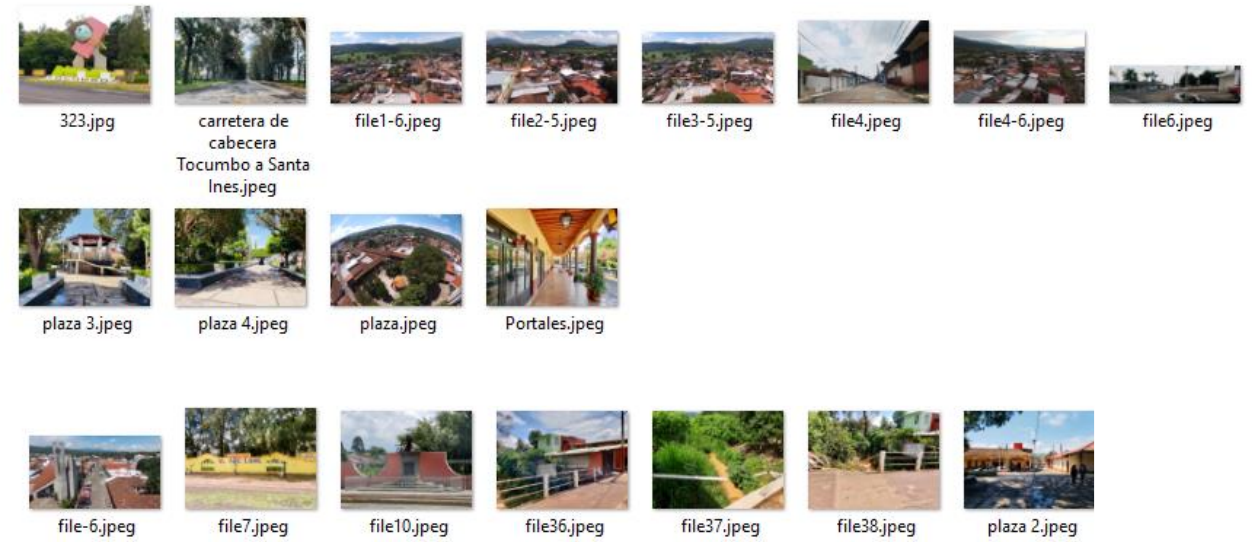 323.jpg
carretera de
cabecera
Tocumbo a Santa
Ines.jpeg
file1-6.jpeg
file2-5.jpeg
file3-5.jpeg
file4.jpeg
file4-6.jpeg
file6.jpeg
plaza 3.jpeg
plaza 4.jpeg
plaza.jpeg
Portales.jpeg
file-6.jpeg
file7.jpeg
file10.jpeg
file36.jpeg
file37.jpeg
file38.jpeg
plaza 2.jpeg